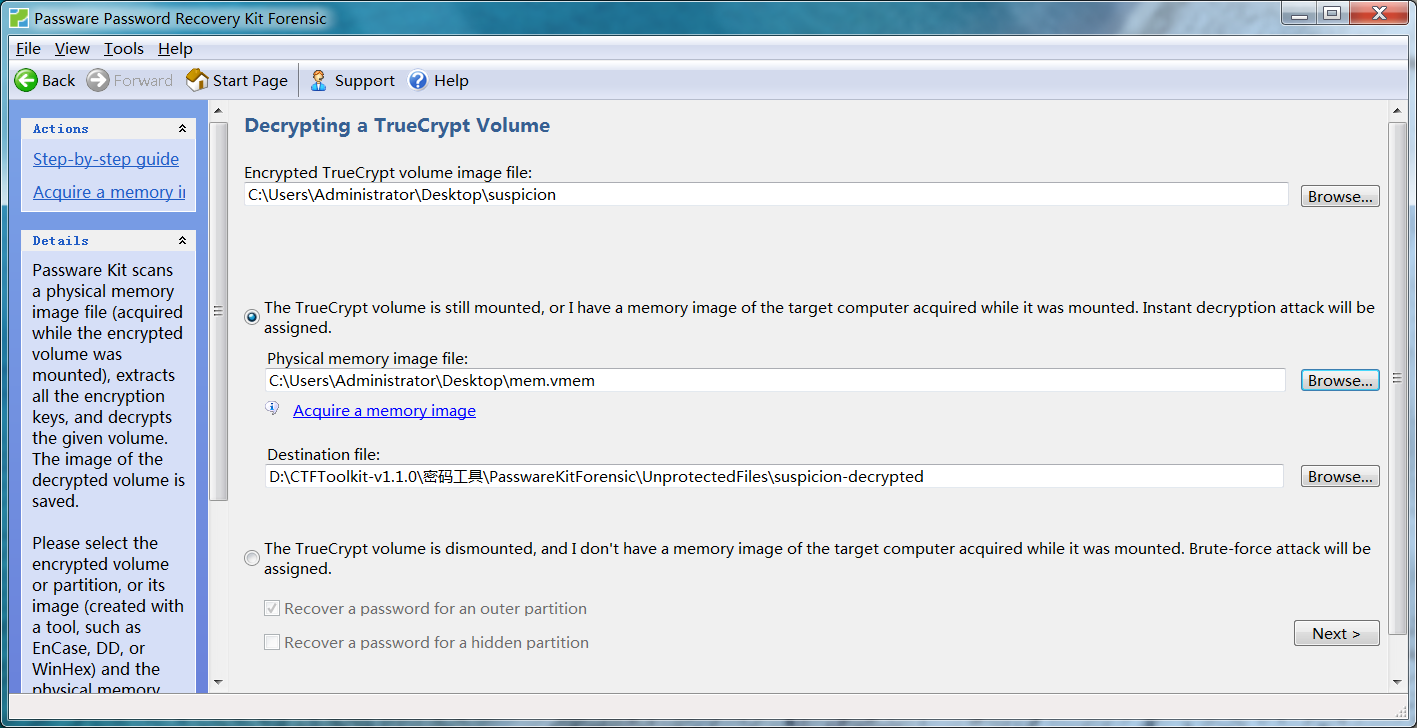 Passware Password Recovery Kit Forensic
File View Tools Help
Back Forward Start Page Support Help
Actions
Step-by-step guide
Acquire a memory
Details
Passware Kit scans
a physical memory
image file (acquired
while the encrypted
volume was
mounted), extracts
all the encryption
keys, and decrypts
the given volume.
The image of the
decrypted volume is
saved.
Please select the
encrypted volume
or partition, or its
image (created with
a tool, such as
EnCase, DD, or
WinHex) and the
physical memory
Decrypting a TrueCrypt Volume
Encrypted TrueCrypt volume image file:
C:\Users\Administrator\Desktop\suspicion
Browse...
The TrueCrypt volume is still mounted, or I have a memory image of the target computer acquired while it was mounted. Instant decryption attack will be
assigned.
Physical memory image file:
C:\Users\Administrator\Desktop\mem.vmem
Browse...
Acquire a memory image
Destination file:
D:\CTFToolkit-v1.1.0\密码工具\PasswareKitForensic\UnprotectedFiles\suspicion-decrypted
Browse...
The TrueCrypt volume is dismounted, and I don't have a memory image of the target computer acquired while it was mounted. Brute-force attack will be
assigned.
Recover a password for an outer partition
Recover a password for a hidden partition
Next >